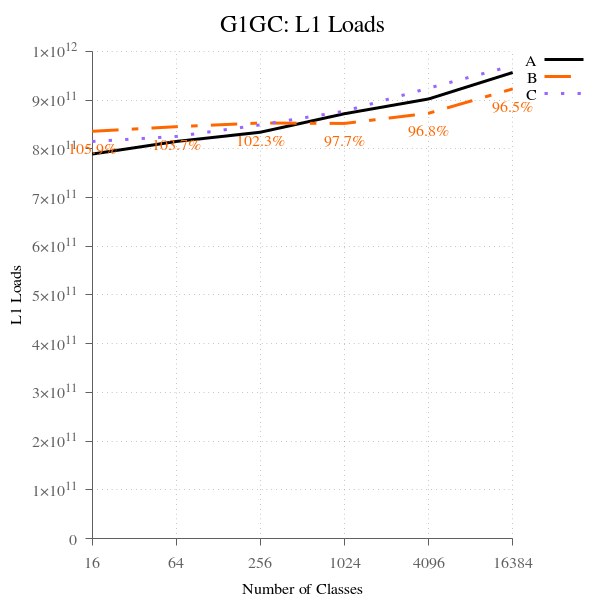 G1GC: L1 Loads
1×10¹²
9×10¹¹
8×10¹¹
7×10¹¹
6×10¹¹
5×10¹¹
4×10¹¹
3×10¹¹
2×10¹¹
1×10¹¹
0
L1 Loads
16 64 256 1024 4096 16384
Number of Classes
A
B
C
105.9% 103.7% 102.3% 97.7% 96.8% 96.5%